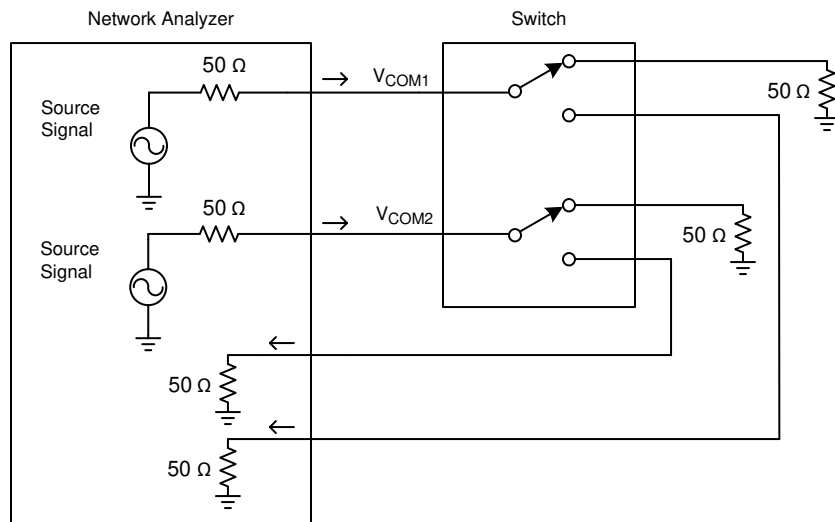 Network Analyzer
Switch
50 Ω
V_COM1
50 Ω
Source
Signal
50 Ω
V_COM2
50 Ω
Source
Signal
50 Ω
50 Ω